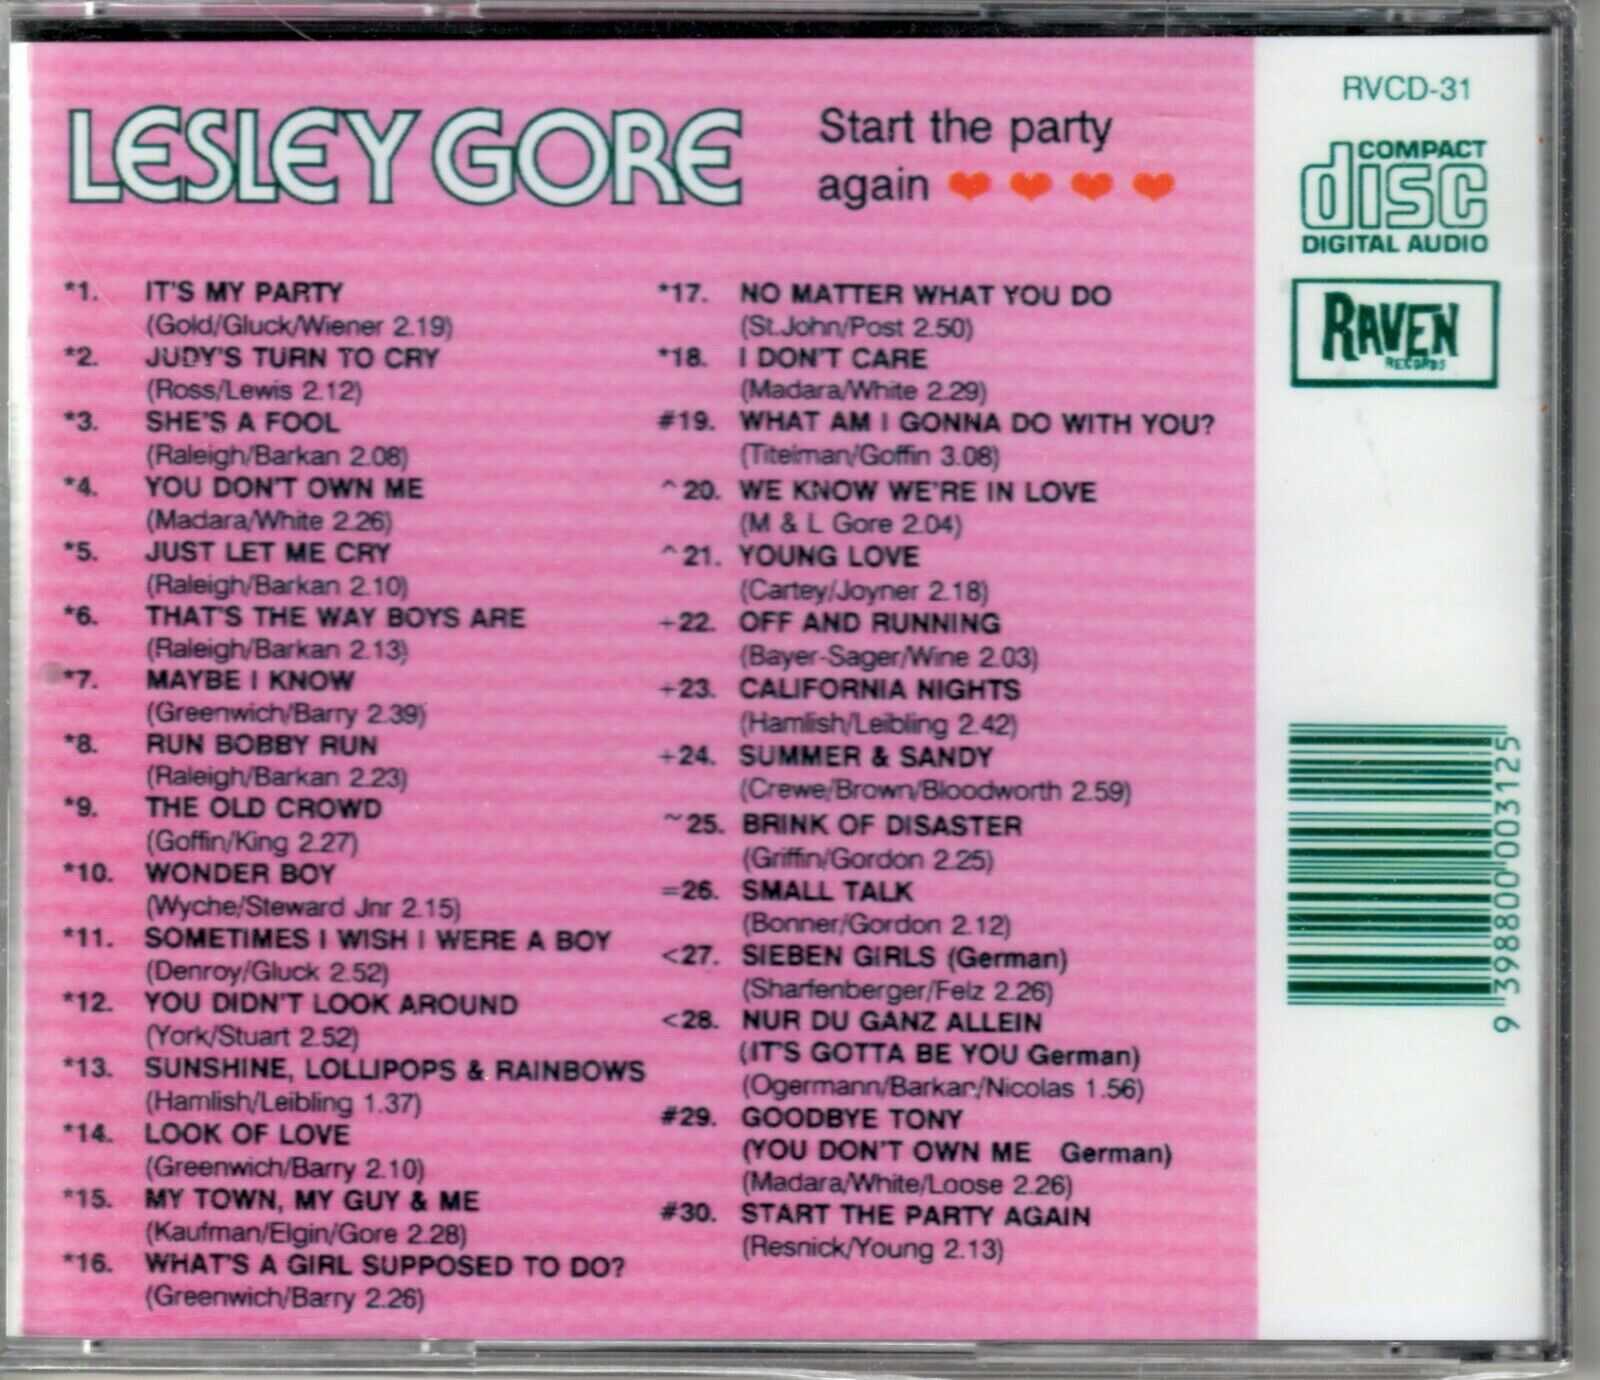 LESLEY GORE
Start the party
again
*1. IT'S MY PARTY
(Gold/Gluck/Wiener 2.19)
*2. JUDY'S TURN TO CRY
(Ross/Lewis 2.12)
*3. SHE'S A FOOL
(Raleigh/Barkan 2.08)
*4. YOU DON'T OWN ME
(Madara/White 2.26)
*5. JUST LET ME CRY
(Raleigh/Barkan 2.10)
*6. THAT'S THE WAY BOYS ARE
(Raleigh/Barkan 2.13)
*7. MAYBE I KNOW
(Greenwich/Barry 2.39)
*8. RUN BOBBY RUN
(Raleigh/Barkan 2.23)
*9. THE OLD CROWD
(Goffin/King 2.27)
*10. WONDER BOY
(Wyche/Steward Jnr 2.15)
*11. SOMETIMES I WISH I WERE A BOY
(Denroy/Gluck 2.52)
*12. YOU DIDN'T LOOK AROUND
(York/Stuart 2.52)
*13. SUNSHINE, LOLLIPOPS & RAINBOWS
(Hamlish/Leibling 1.37)
*14. LOOK OF LOVE
(Greenwich/Barry 2.10)
*15. MY TOWN, MY GUY & ME
(Kaufman/Elgin/Gore 2.28)
*16. WHAT'S A GIRL SUPPOSED TO DO?
(Greenwich/Barry 2.26)
*17. NO MATTER WHAT YOU DO
(St.John/Post 2.50)
*18. I DON'T CARE
(Madara/White 2.29)
#19. WHAT AM I GONNA DO WITH YOU?
(Titelman/Goffin 3.08)
^20. WE KNOW WE'RE IN LOVE
(M & L Gore 2.04)
^21. YOUNG LOVE
(Cartey/Joyner 2.18)
+22. OFF AND RUNNING
(Bayer-Sager/Wine 2.03)
+23. CALIFORNIA NIGHTS
(Hamlish/Leibling 2.42)
+24. SUMMER & SANDY
(Crewe/Brown/Bloodworth 2.59)
~25. BRINK OF DISASTER
(Griffin/Gordon 2.25)
=26. SMALL TALK
(Bonner/Gordon 2.12)
<27. SIEBEN GIRLS (German)
(Sharfenberger/Felz 2.26)
<28. NUR DU GANZ ALLEIN
(IT'S GOTTA BE YOU German)
(Ogermann/Barkan/Nicolas 1.56)
#29. GOODBYE TONY
(YOU DON'T OWN ME German)
(Madara/White/Loose 2.26)
#30. START THE PARTY AGAIN
(Resnick/Young 2.13)
RVCD-31
COMPACT
disc
DIGITAL AUDIO
RAVEN
RECORDS
9 398800 003125